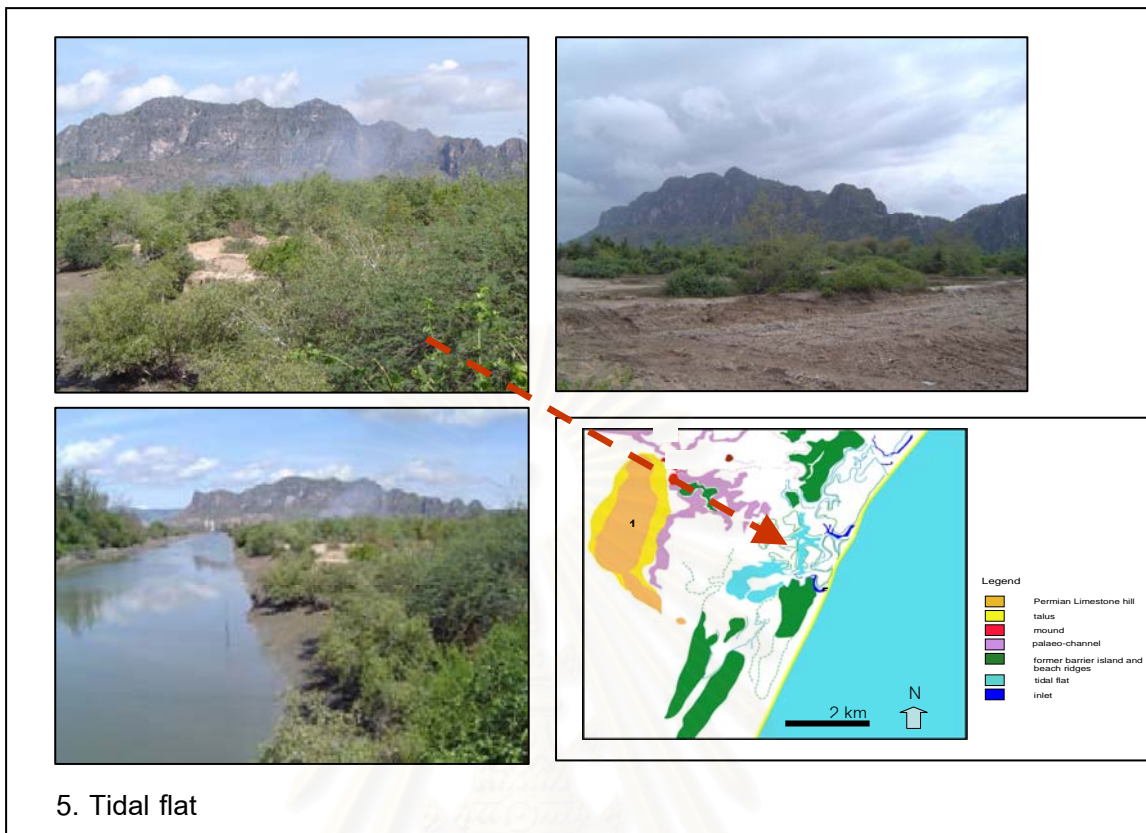 1
Legend
Permian Limestone hill
talus
mound
palaeo-channel
former barrier island and
beach ridges
tidal flat
inlet
2 km
N
5. Tidal flat